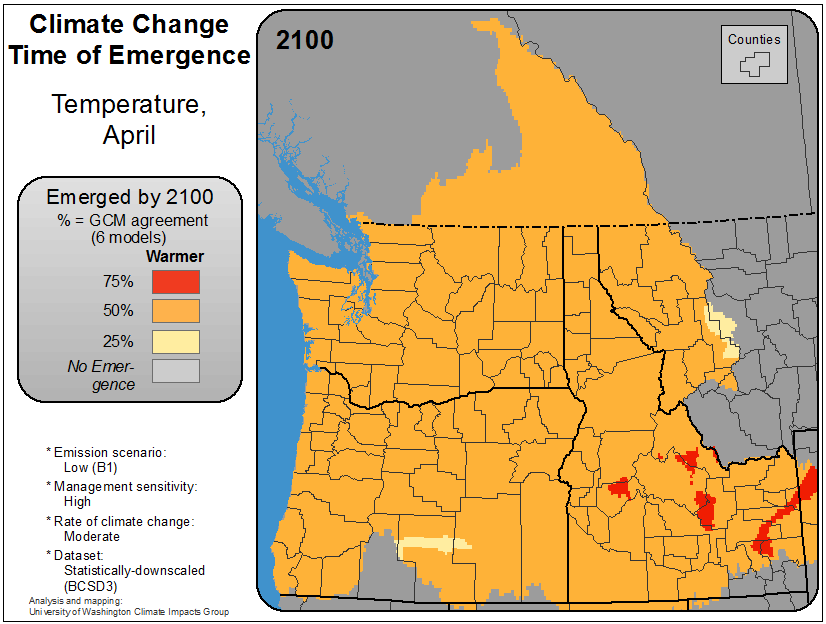 Climate Change
Time of Emergence
Temperature,
April
Emerged by 2100
% = GCM agreement
(6 models)
Warmer
75%
50%
25%
No Emer-
gence
* Emission scenario:
Low (B1)
* Management sensitivity:
High
* Rate of climate change:
Moderate
* Dataset:
Statistically-downscaled
(BCSD3)
Analysis and mapping:
University of Washington Climate Impacts Group
2100
Counties